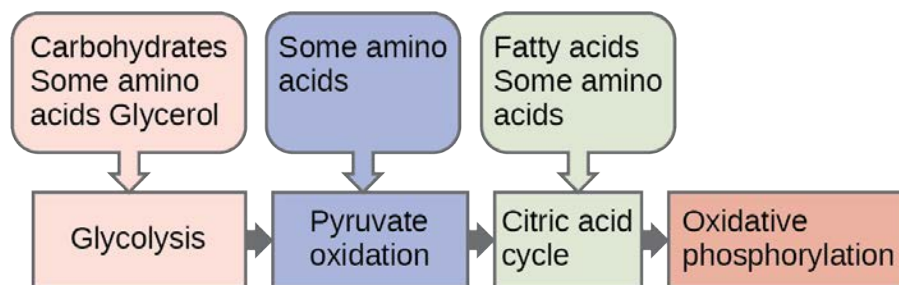 Carbohydrates
Some amino
acids Glycerol
Some amino
acids
Fatty acids
Some amino
acids
Glycolysis
Pyruvate
oxidation
Citric acid
cycle
Oxidative
phosphorylation